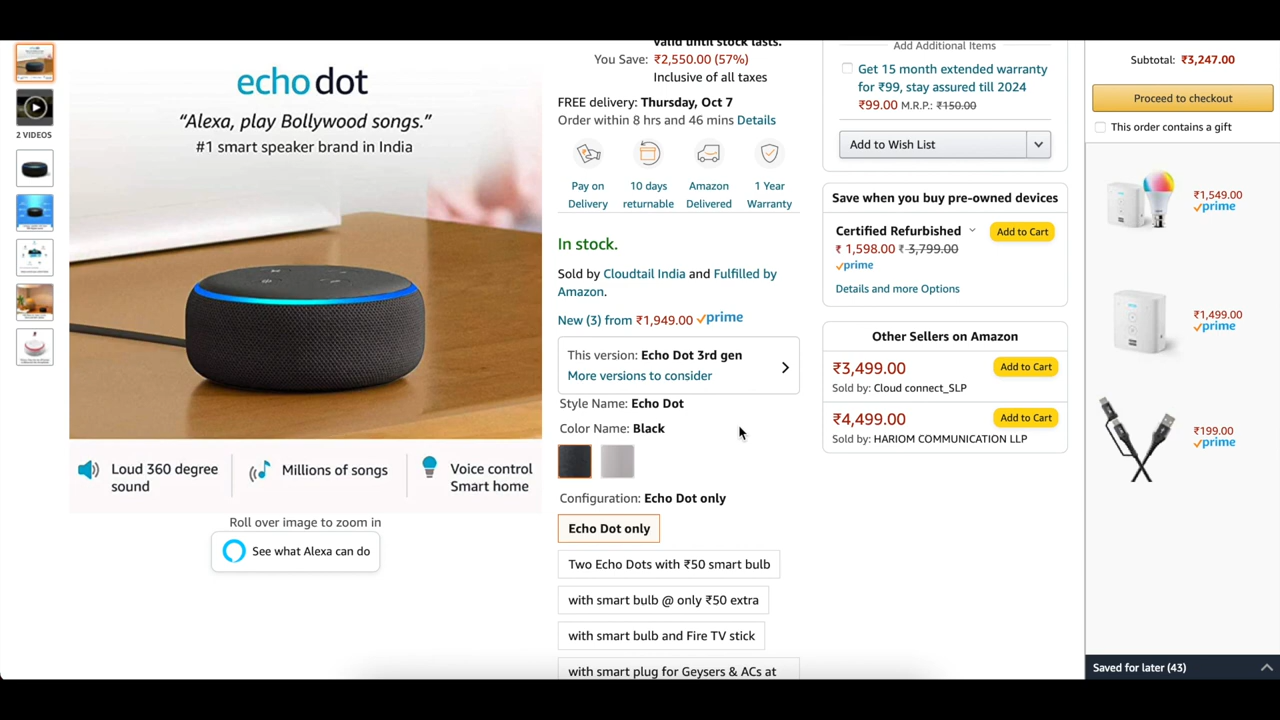 echo dot
“Alexa, play Bollywood songs.”
#1 smart speaker brand in India
2 VIDEOS
Loud 360 degree
sound
Millions of songs
Voice control
Smart home
Roll over image to zoom in
See what Alexa can do
Valid until stock lasts.
You Save: ₹2,550.00 (57%)
Inclusive of all taxes
FREE delivery: Thursday, Oct 7
Order within 8 hrs and 46 mins Details
Pay on
Delivery
10 days
returnable
Amazon
Delivered
1 Year
Warranty
In stock.
Sold by Cloudtail India and Fulfilled by
Amazon.
New (3) from ₹1,949.00 prime
This version: Echo Dot 3rd gen
More versions to consider
Style Name: Echo Dot
Color Name: Black
Configuration: Echo Dot only
Echo Dot only
Two Echo Dots with ₹50 smart bulb
with smart bulb @ only ₹50 extra
with smart bulb and Fire TV stick
with smart plug for Geysers & ACs at
Add Additional Items
Get 15 month extended warranty
for ₹99, stay assured till 2024
₹99.00 M.R.P.: ₹150.00
Add to Wish List
Save when you buy pre-owned devices
Certified Refurbished
Add to Cart
₹ 1,598.00 ₹ 3,799.00
prime
Details and more Options
Other Sellers on Amazon
₹3,499.00
Add to Cart
Sold by: Cloud connect_SLP
₹4,499.00
Add to Cart
Sold by: HARIOM COMMUNICATION LLP
Subtotal: ₹3,247.00
Proceed to checkout
This order contains a gift
₹1,549.00
prime
₹1,499.00
prime
₹199.00
prime
Saved for later (43)